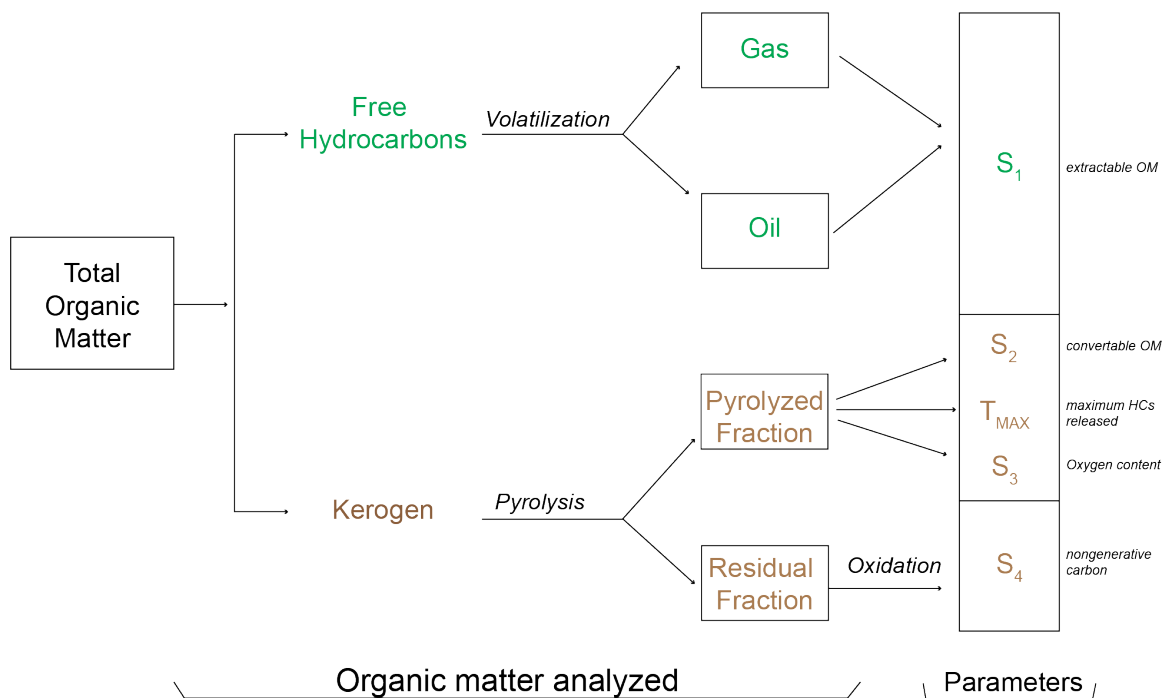 Total
Organic
Matter
Free
Hydrocarbons
Volatilization
Gas
Oil
S1
extractable OM
Kerogen
Pyrolysis
Pyrolyzed
Fraction
S2
convertable OM
TMAX
maximum HCs
released
S3
Oxygen content
Residual
Fraction
Oxidation
S4
nongenerative
carbon
Organic matter analyzed
Parameters